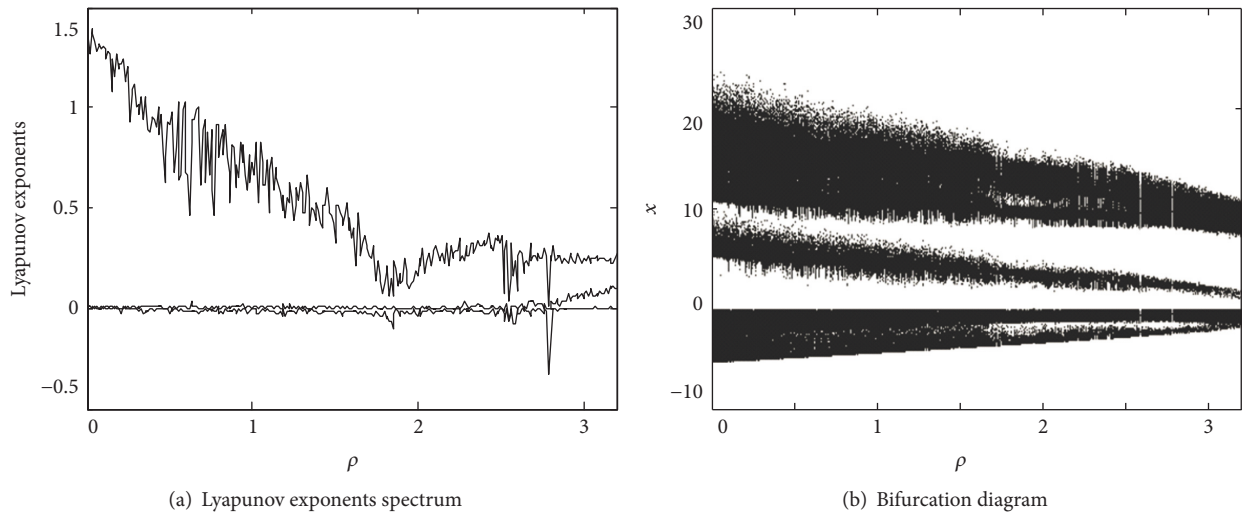 1.5
1
0.5
0
−0.5
Lyapunov exponents
0 1 2 3
ρ
(a) Lyapunov exponents spectrum
30
20
10
0
−10
x
0 1 2 3
ρ
(b) Bifurcation diagram